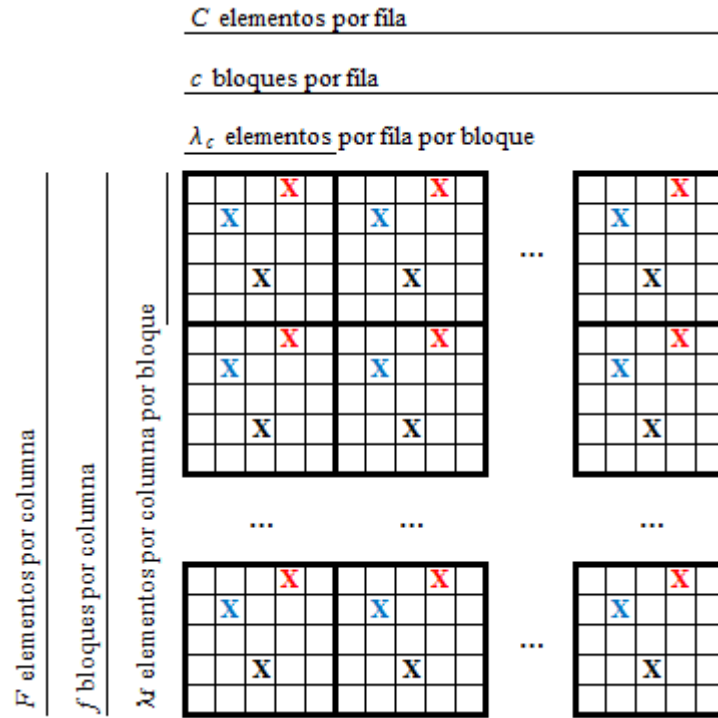 C elementos por fila
c bloques por fila
λc elementos por fila por bloque
F elementos por columna
f bloques por columna
λf elementos por columna por bloque
X X X
X X X
...
X X X
X X X
X X X
X X X
... ... ...
X X X
X X X
...
X X X